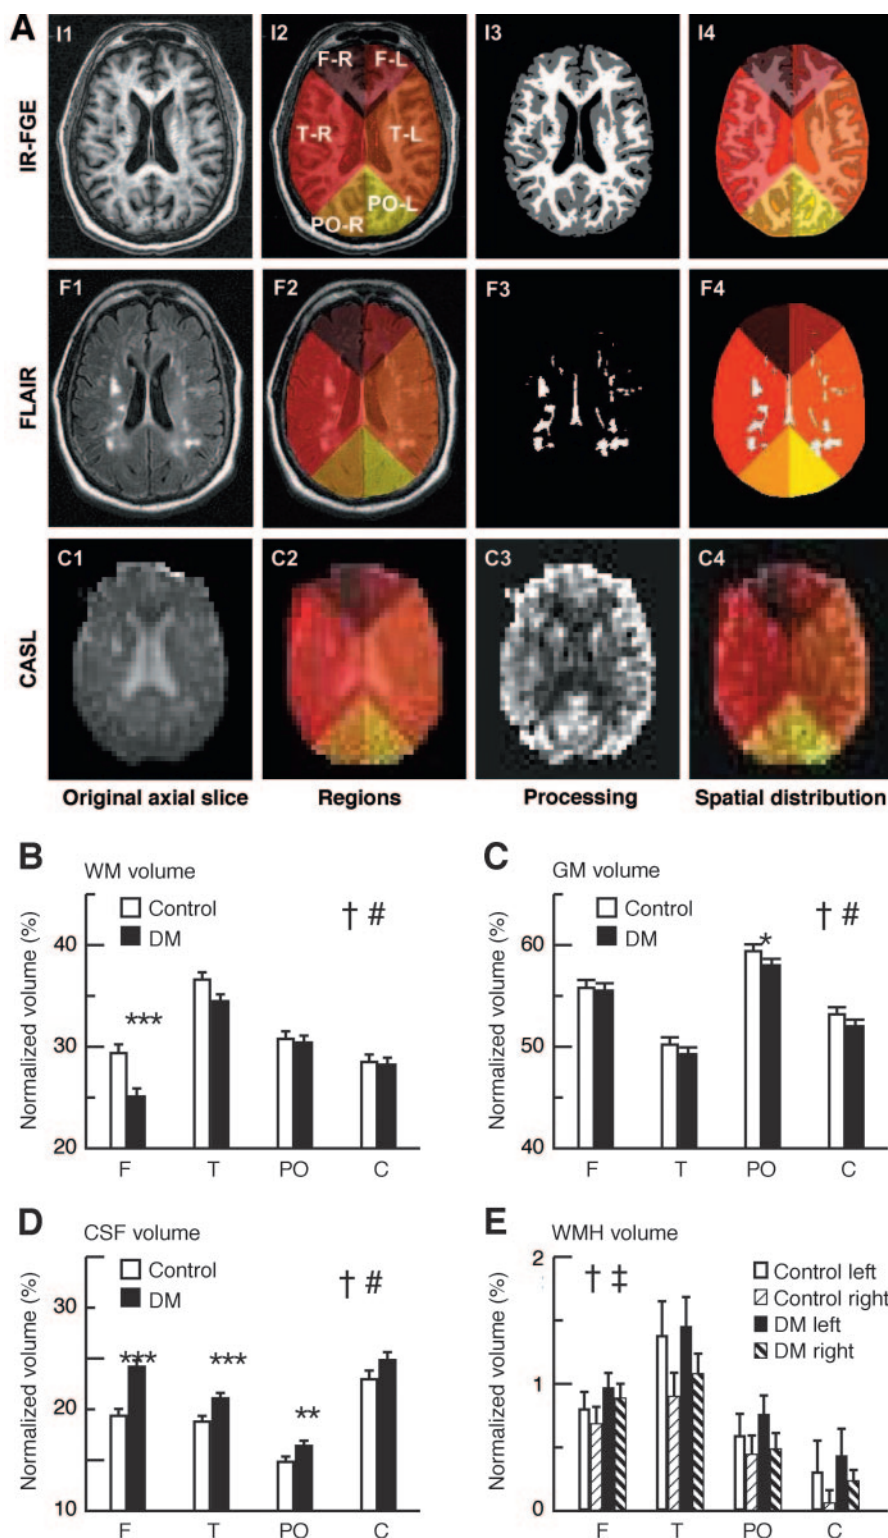 A
IR-FGE
I1
I2
I3
I4
F-R
F-L
T-R
T-L
PO-R
PO-L
FLAIR
F1
F2
F3
F4
CASL
C1
C2
C3
C4
Original axial slice
Regions
Processing
Spatial distribution
B
WM volume
Control
DM
† #
***
Normalized volume (%)
40
30
20
F
T
PO
C
C
GM volume
Control
DM
† #
*
Normalized volume (%)
60
50
40
F
T
PO
C
D
CSF volume
Control
DM
† #
***
***
**
Normalized volume (%)
30
20
10
F
T
PO
C
E
WMH volume
† ‡
Control left
Control right
DM left
DM right
Normalized volume (%)
2
1
0
F
T
PO
C